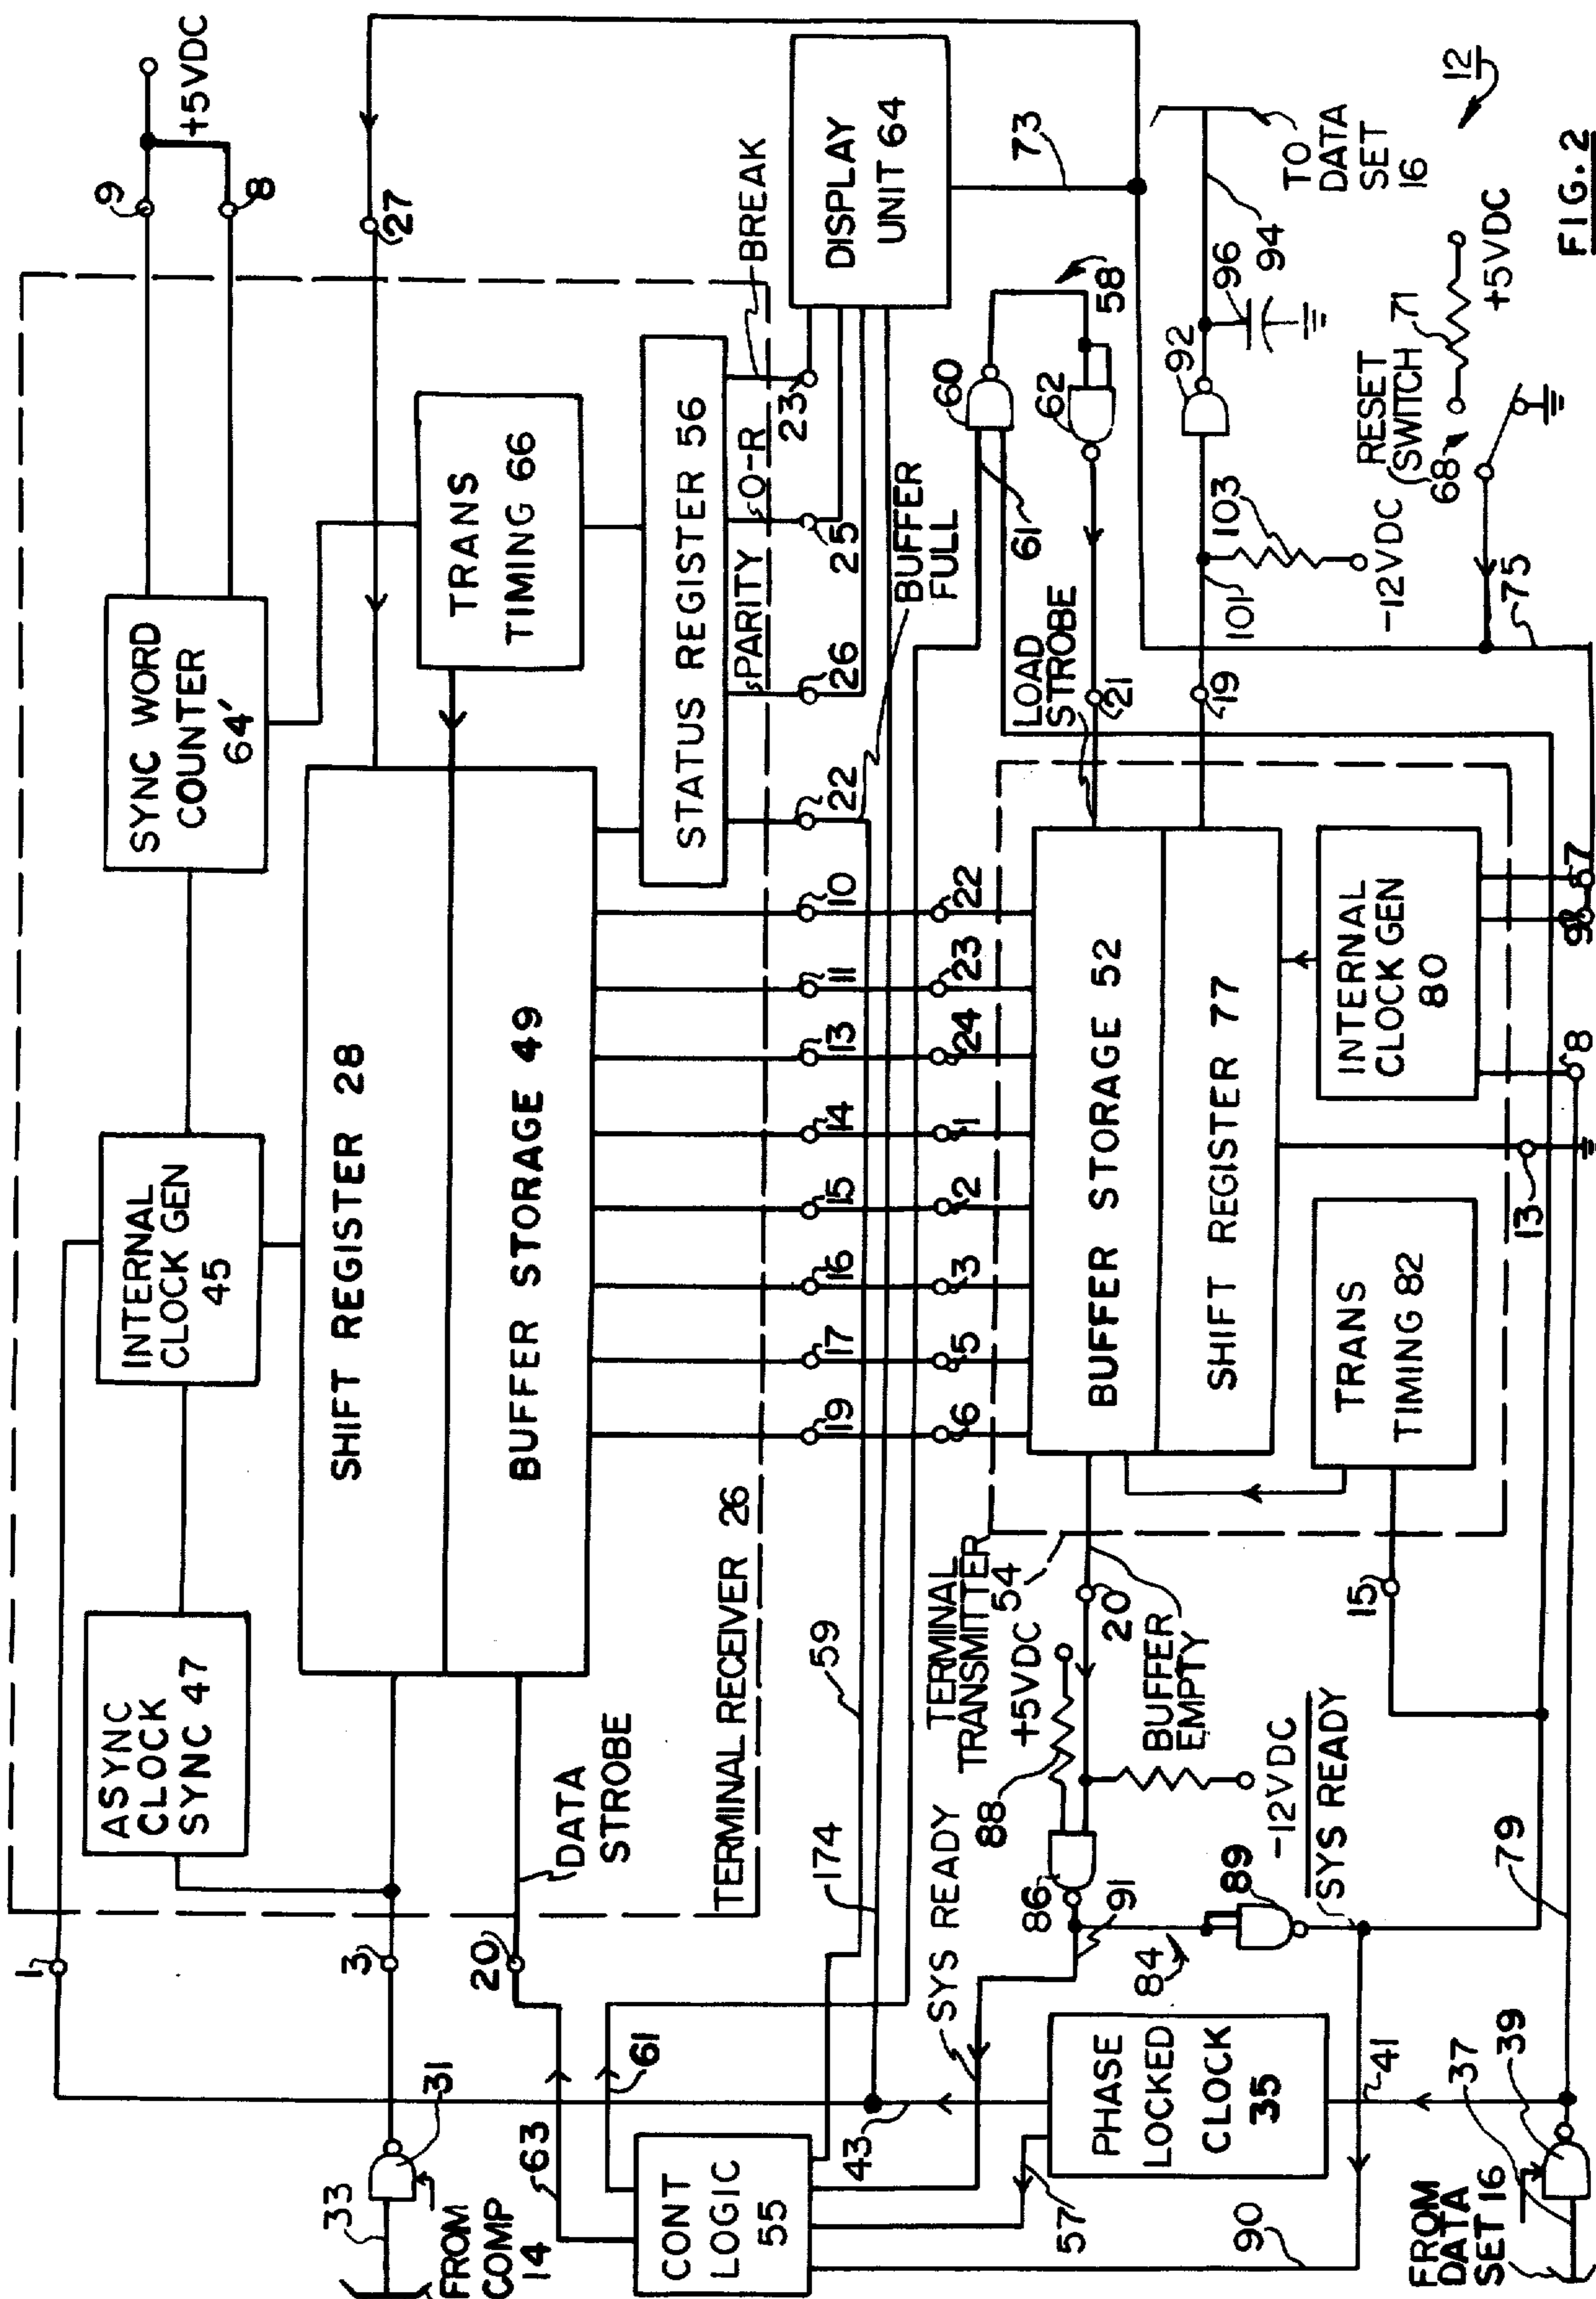 1
3
20
33
31
FROM
COMP
14
63
61
174
59
CONT
LOGIC
55
43
57
90
ASYNC
CLOCK
SYNC 47
INTERNAL
CLOCK GEN
45
SYNC WORD
COUNTER
64'
9
8
+5VDC
27
SHIFT REGISTER 28
BUFFER STORAGE 49
TRANS
TIMING 66
STATUS REGISTER 56
DATA
STROBE
TERMINAL RECEIVER 26
19
17
16
15
14
13
11
10
22
26
25
23
PARITY
O-R
BREAK
BUFFER
FULL
DISPLAY
UNIT 64
73
6
5
3
2
1
24
23
22
LOAD
STROBE
21
61
60
62
58
SYS READY
TERMINAL
TRANSMITTER
54
+5VDC
88
20
BUFFER
EMPTY
86
91
84
89
-12VDC
SYS READY
BUFFER STORAGE 52
SHIFT REGISTER 77
TRANS
TIMING 82
15
13
INTERNAL
CLOCK GEN
80
8
9
7
19
101
103
-12VDC
92
96
94
TO
DATA
SET
16
RESET
SWITCH
68
71
+5VDC
75
PHASE
LOCKED
CLOCK
35
41
79
FROM
DATA
SET 16
37
39
12
FIG. 2